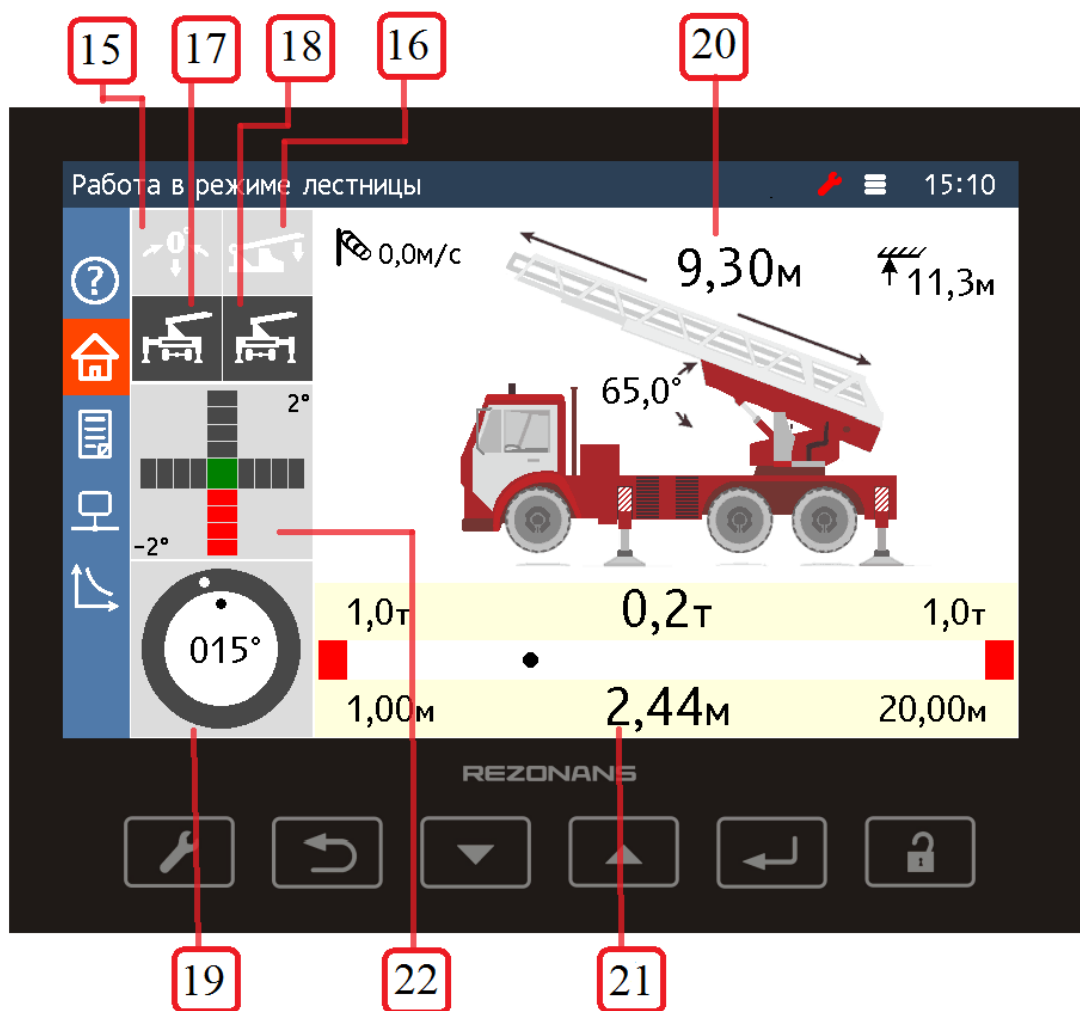 15
17
18
16
20
Работа в режиме лестницы
15:10
0,0м/с
9,30м
11,3м
65,0°
0°
2°
-2°
015°
1,0т
0,2т
1,0т
1,00м
2,44м
20,00м
REZONANS
19
22
21